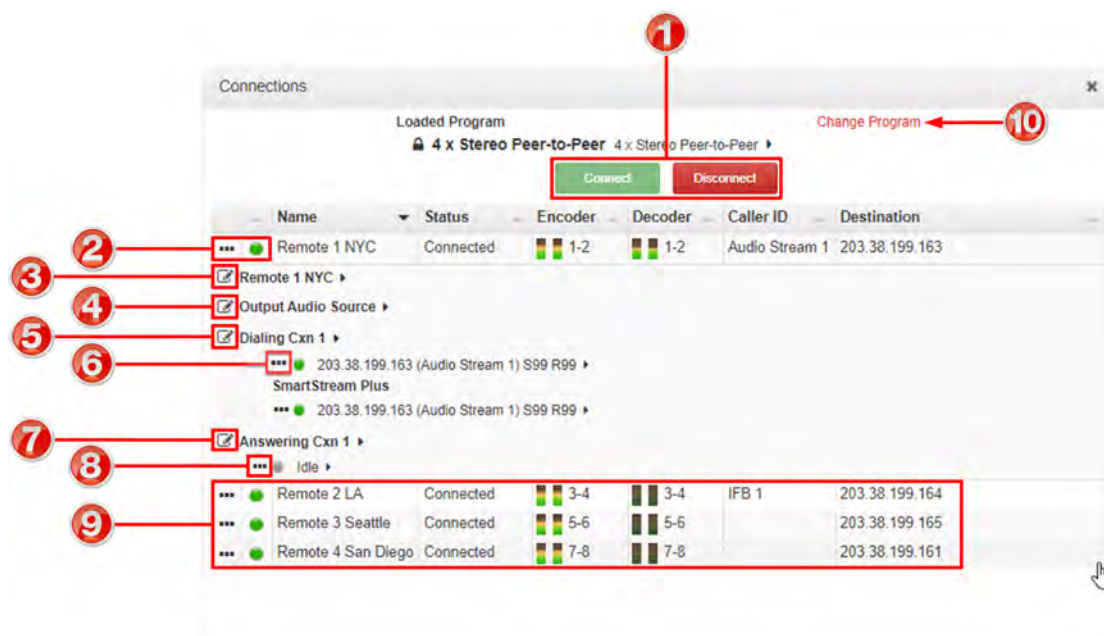 1
Connections
Loaded Program
Change Program
10
4 x Stereo Peer-to-Peer 4 x Stereo Peer-to-Peer
Connect Disconnect
Name Status Encoder Decoder Caller ID Destination
2
Remote 1 NYC Connected 1-2 1-2 Audio Stream 1 203.38.199.163
3
Remote 1 NYC
4
Output Audio Source
5
Dialing Cxn 1
6
203.38.199.163 (Audio Stream 1) S99 R99
SmartStream Plus
203.38.199.163 (Audio Stream 1) S99 R99
7
Answering Cxn 1
8
Idle
Remote 2 LA Connected 3-4 3-4 IFB 1 203.38.199.164
9
Remote 3 Seattle Connected 5-6 5-6 203.38.199.165
Remote 4 San Diego Connected 7-8 7-8 203.38.199.161